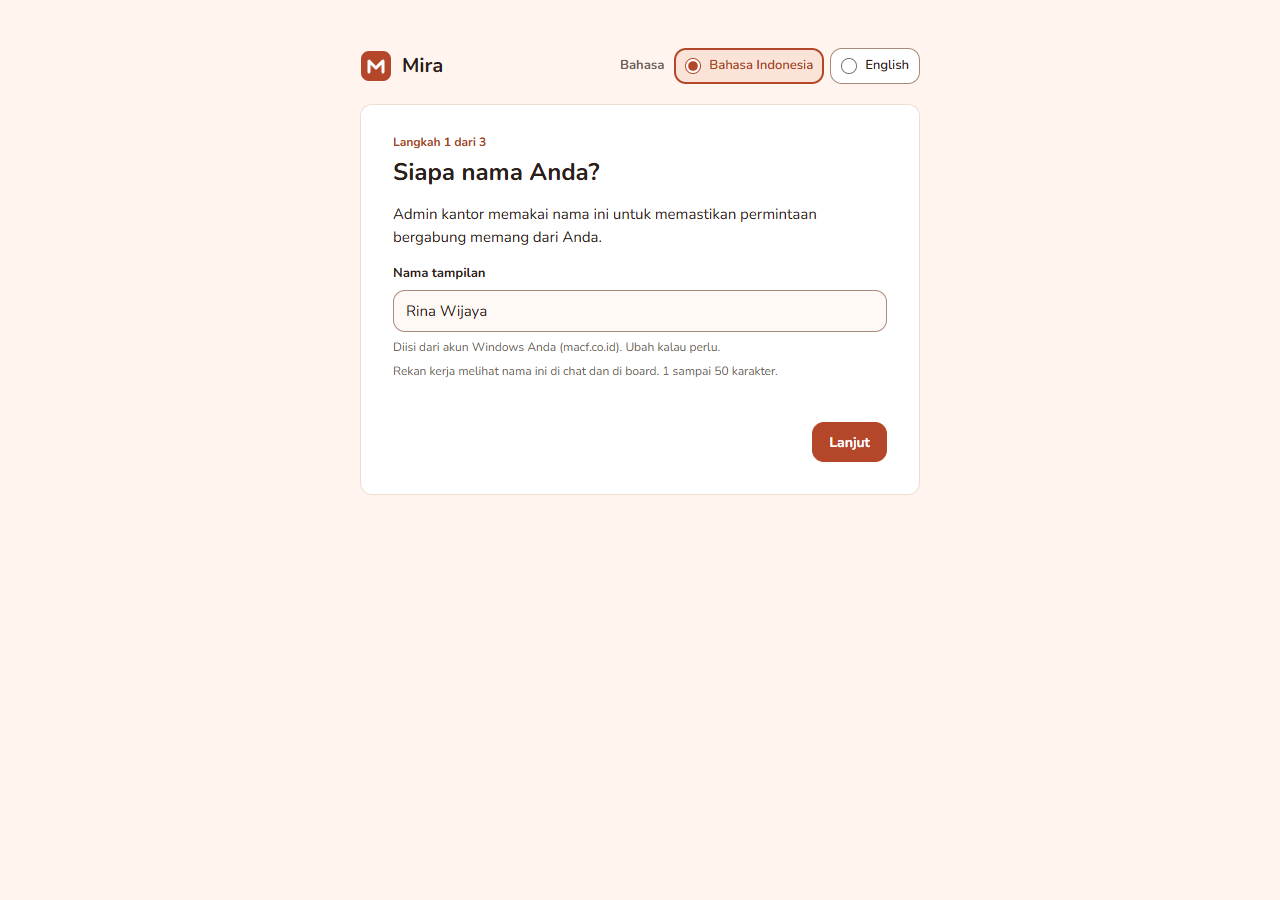 Mira
Bahasa
Bahasa Indonesia
English
Langkah 1 dari 3
Siapa nama Anda?
Admin kantor memakai nama ini untuk memastikan permintaan
bergabung memang dari Anda.
Nama tampilan
Rina Wijaya
Diisi dari akun Windows Anda (macf.co.id). Ubah kalau perlu.
Rekan kerja melihat nama ini di chat dan di board. 1 sampai 50 karakter.
Lanjut